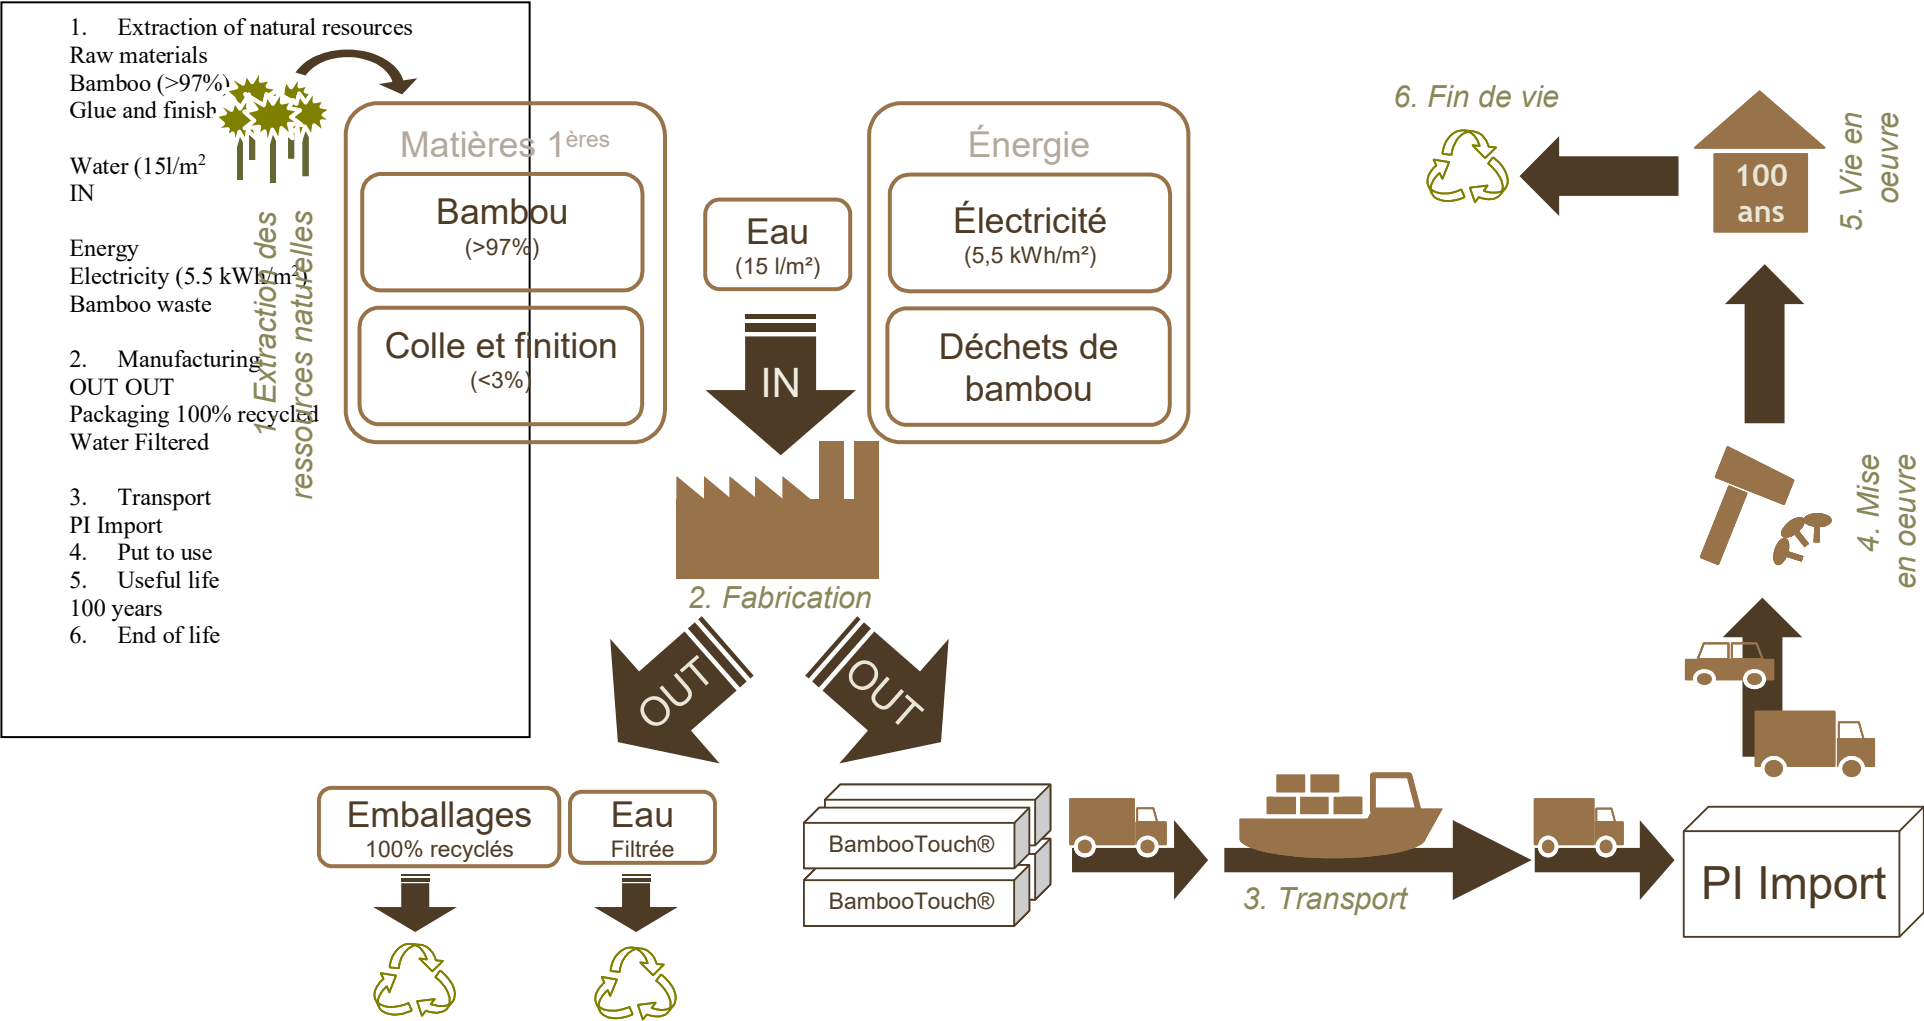 1. Extraction of natural resources
Raw materials
Bamboo (>97%)
Glue and finish
Water (15l/m²
IN
Energy
Electricity (5.5 kWh/m²)
Bamboo waste
2. Manufacturing
OUT OUT
Packaging 100% recycled
Water Filtered
3. Transport
PI Import
4. Put to use
5. Useful life
100 years
6. End of life
1. Extraction des
ressources naturelles
Matières 1ères
Bambou
(>97%)
Colle et finition
(<3%)
Eau
(15 l/m²)
IN
Énergie
Électricité
(5,5 kWh/m²)
Déchets de
bambou
2. Fabrication
OUT
OUT
Emballages
100% recyclés
Eau
Filtrée
BambooTouch®
BambooTouch®
3. Transport
PI Import
4. Mise
en oeuvre
100
ans
5. Vie en
oeuvre
6. Fin de vie